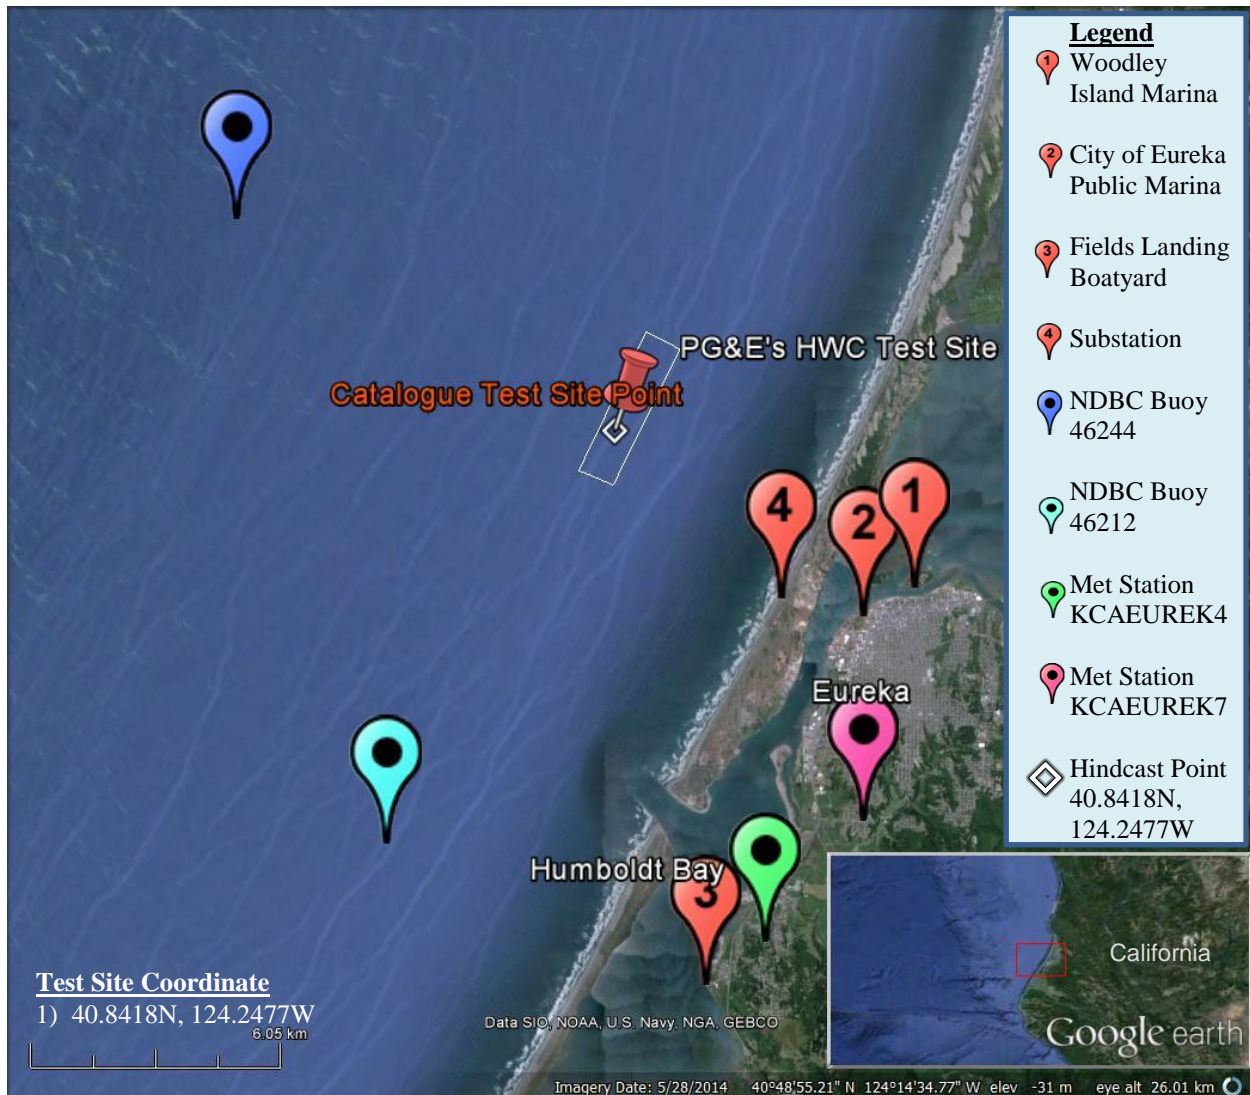 Legend
1 Woodley
Island Marina
2 City of Eureka
Public Marina
3 Fields Landing
Boatyard
4 Substation
NDBC Buoy
46244
NDBC Buoy
46212
Met Station
KCAEUREK4
Met Station
KCAEUREK7
Hindcast Point
40.8418N,
124.2477W
PG&E's HWC Test Site
Catalogue Test Site Point
4
2
1
Eureka
Humboldt Bay
3
Test Site Coordinate
1) 40.8418N, 124.2477W
6.05 km
Data SIO, NOAA, U.S. Navy, NGA, GEBCO
California
Google earth
Imagery Date: 5/28/2014 40°48'55.21" N 124°14'34.77" W elev -31 m eye alt 26.01 km